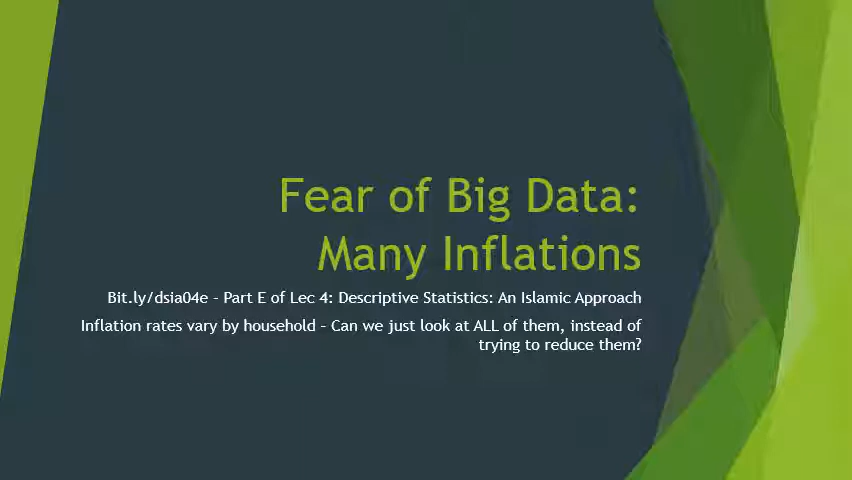 Fear of Big Data:
Many Inflations
Bit.ly/dsia04e – Part E of Lec 4: Descriptive Statistics: An Islamic Approach
Inflation rates vary by household – Can we just look at ALL of them, instead of
trying to reduce them?